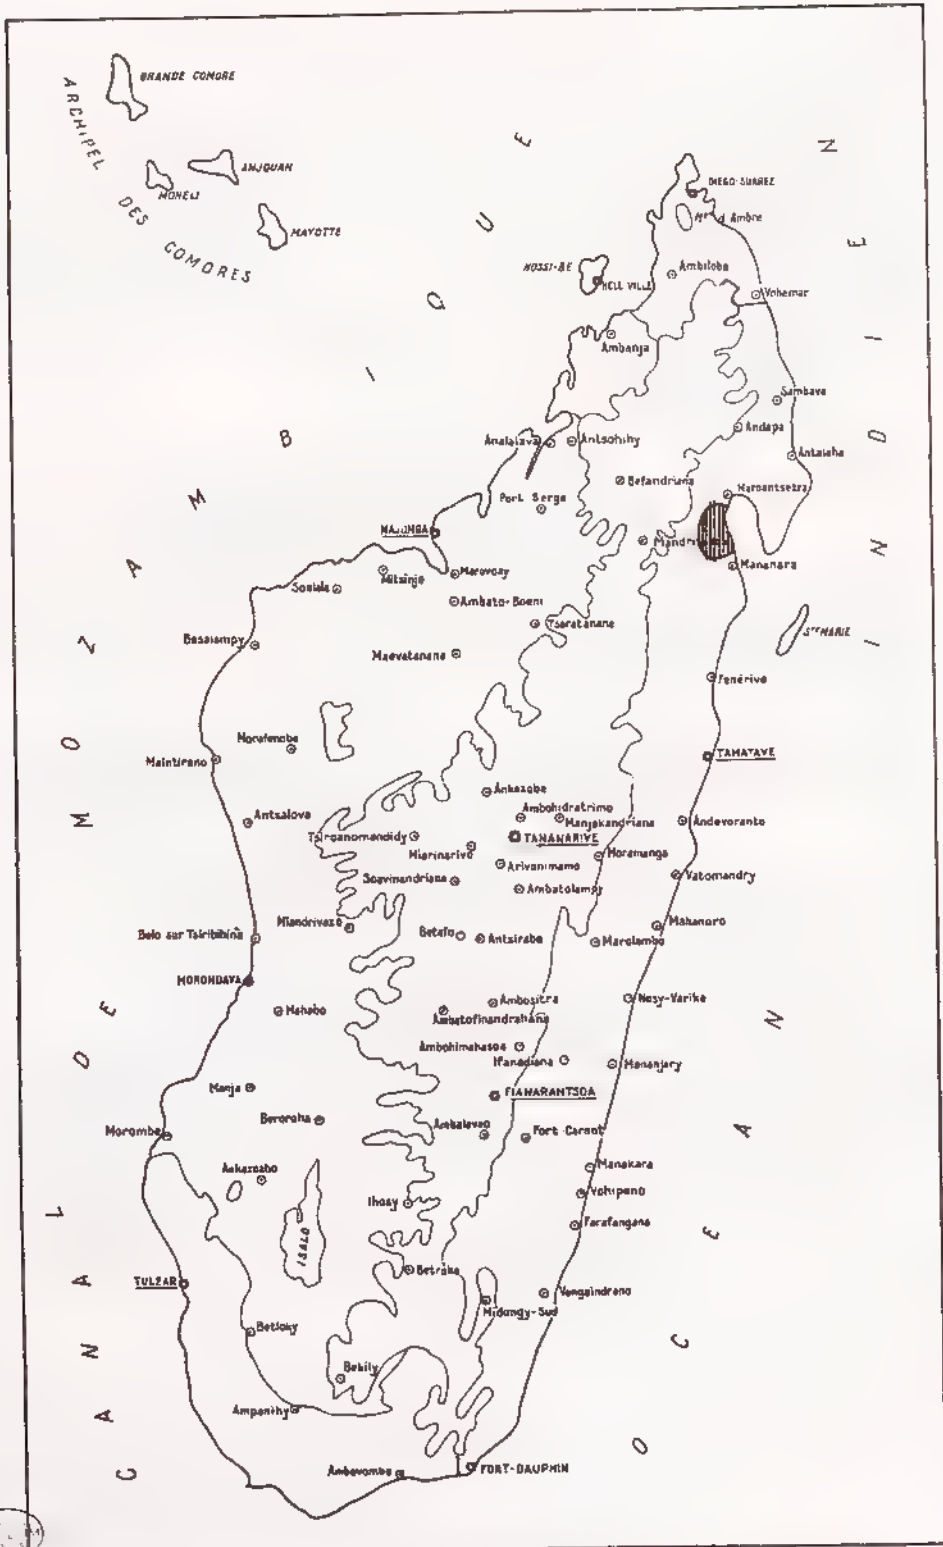 ARCHIPEL DES COMORES
GRANDE COMORE
ANJOUAN
MOHELI
MAYOTTE
CANAL DE MOZAMBIQUE
OCEAN INDIEN
DIEGO-SUAREZ
d'Ambre
NOSSI-BE
HELL VILLE
Ambilobe
Vohemar
Ambanja
Sambava
Andapa
Antalaha
Analalava
Antsohihy
Befandriana
Maroantsetra
Port Bergé
MAJUNGA
Mandri
Mananara
Soalala
Mitsinjo
Marovoay
Ambato-Boeni
Tsaratanana
Ste MARIE
Besalampy
Maevatanana
Fenérive
Morafenobe
Maintirano
TAMATAVE
Ankazobe
Ambohidratrimo
Manjakandriana
Antsalova
Andevoranto
Tsiroanomandidy
TANANARIVE
Miarinarivo
Moramanga
Arivonimamo
Soavinandriana
Ambatolampy
Vatomandry
Miandrivazo
Mahanoro
Belo sur Tsiribihina
Betafo
Antsirabe
Marolambo
MORONDAVA
Mahabo
Ambositra
Nosy-Varika
Ambatofinandrahana
Ambohimahasoa
Ifanadiana
Mananjary
Manja
FIANARANTSOA
Beroroha
Morombe
Ambalavao
Fort-Carnot
Manakara
Ankazoabo
Vohipeno
Ihosy
Farafangana
ISALO
Betroka
TULEAR
Vangaindrano
Midongy-Sud
Betioky
Bekily
Ampanihy
Ambovombe
FORT-DAUPHIN